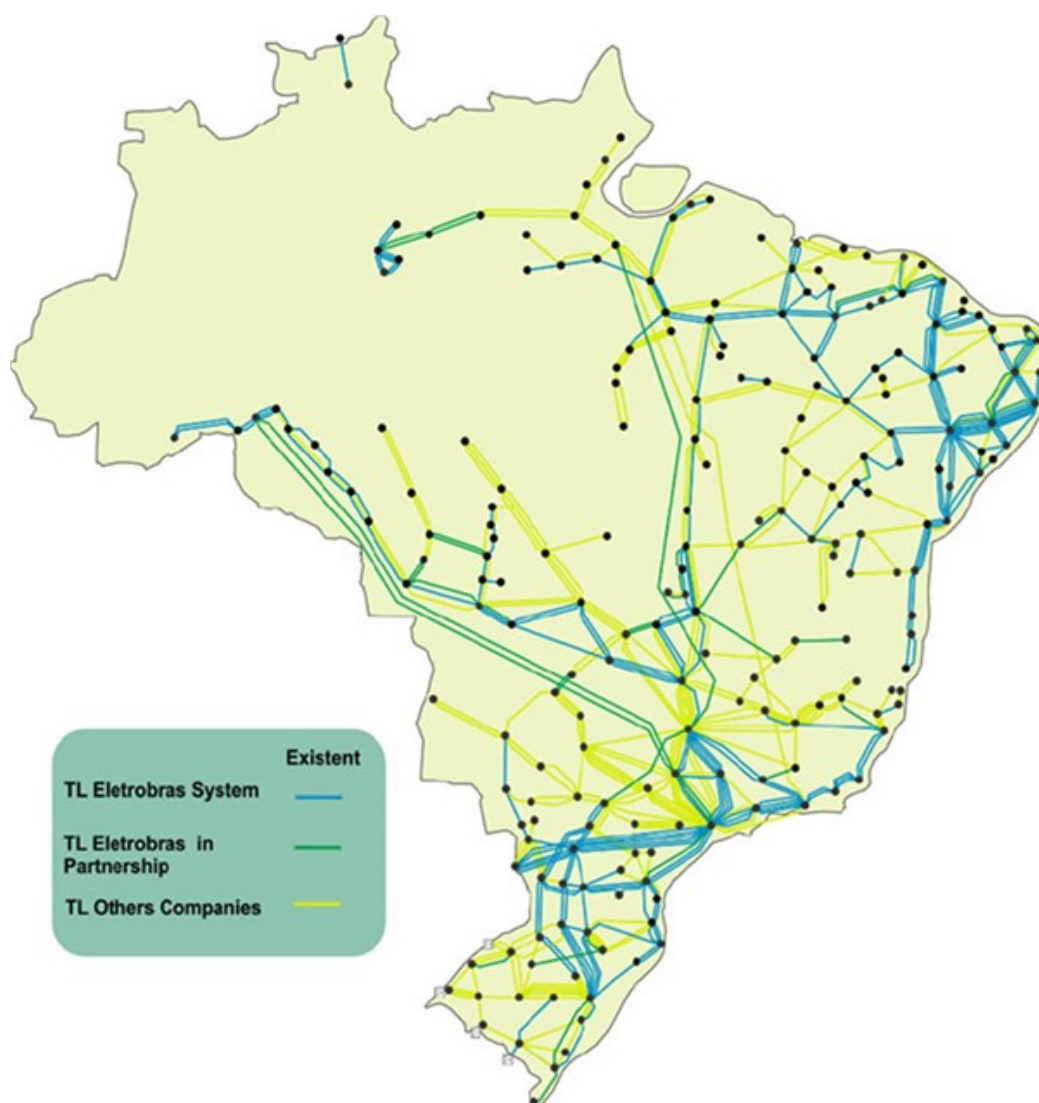 Existent
TL Eletrobras System
TL Eletrobras in
Partnership
TL Others Companies